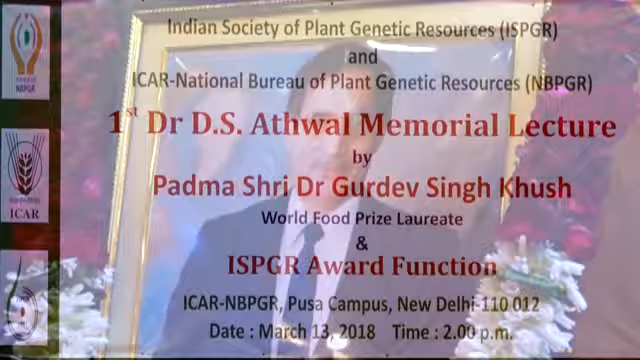 Indian Society of Plant Genetic Resources (ISPGR)
and
ICAR-National Bureau of Plant Genetic Resources (NBPGR)
1st Dr D.S. Athwal Memorial Lecture
by
Padma Shri Dr Gurdev Singh Khush
World Food Prize Laureate
&
ISPGR Award Function
ICAR-NBPGR, Pusa Campus, New Delhi-110 012
Date : March 13, 2018 Time : 2.00 p.m.
NBPGR
ICAR